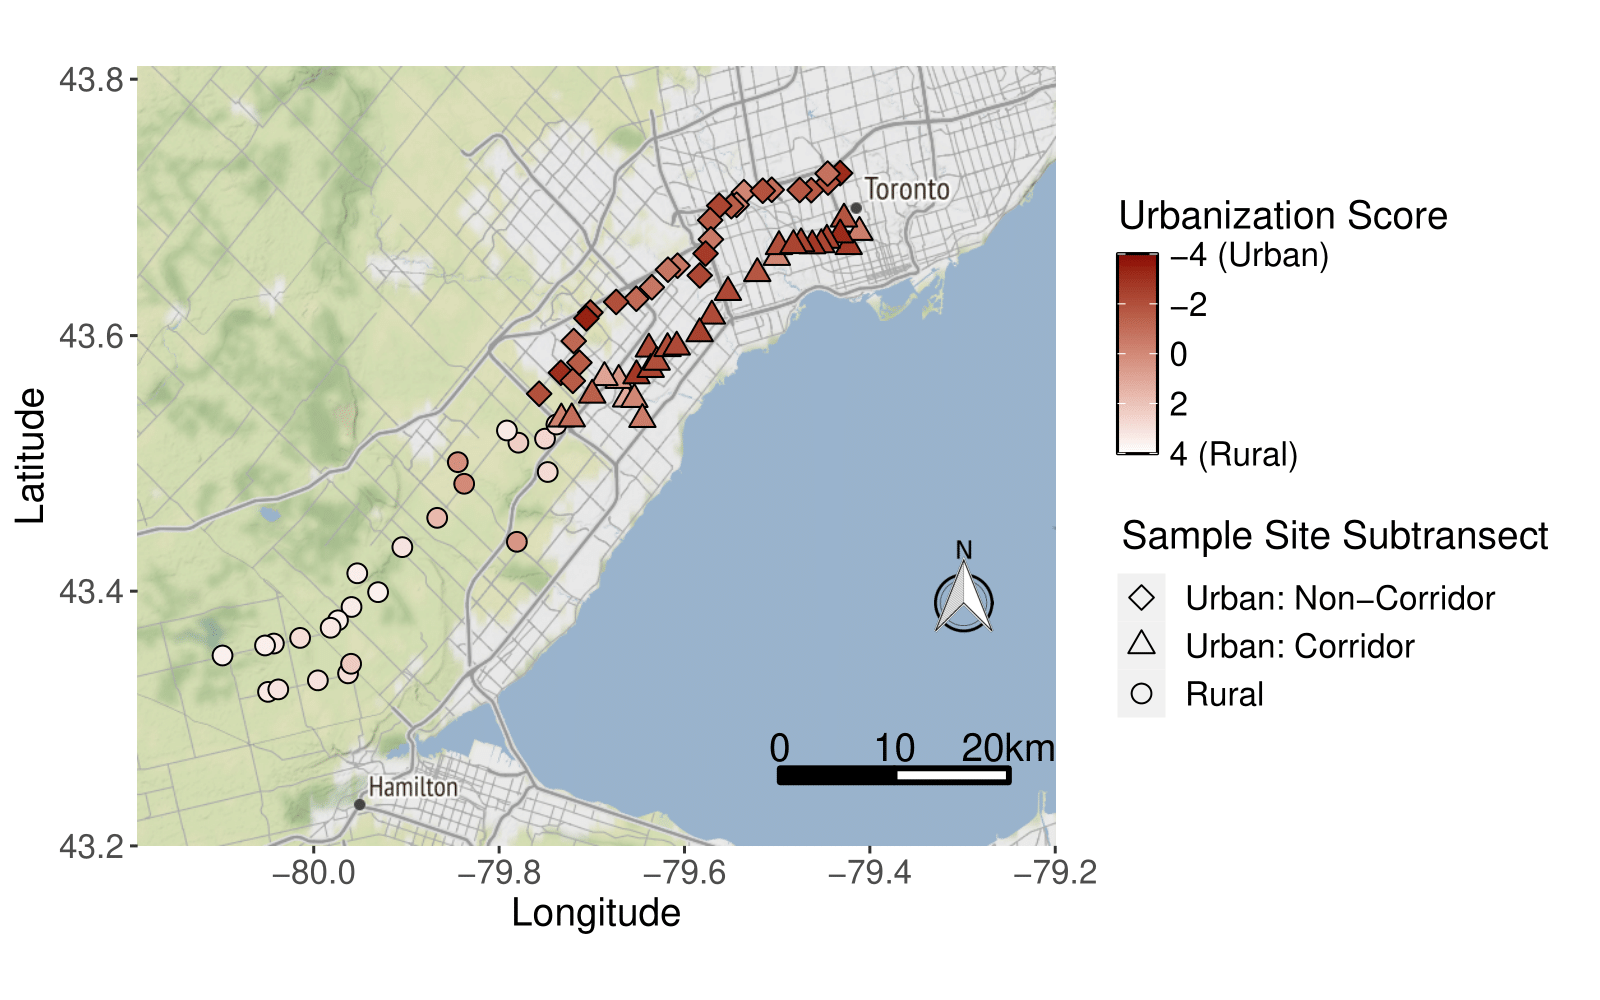 43.8
43.6
43.4
43.2
Latitude
−80.0
−79.8
−79.6
−79.4
−79.2
Longitude
Toronto
Hamilton
N
0 10 20km
Urbanization Score
−4 (Urban)
−2
0
2
4 (Rural)
Sample Site Subtransect
Urban: Non−Corridor
Urban: Corridor
Rural